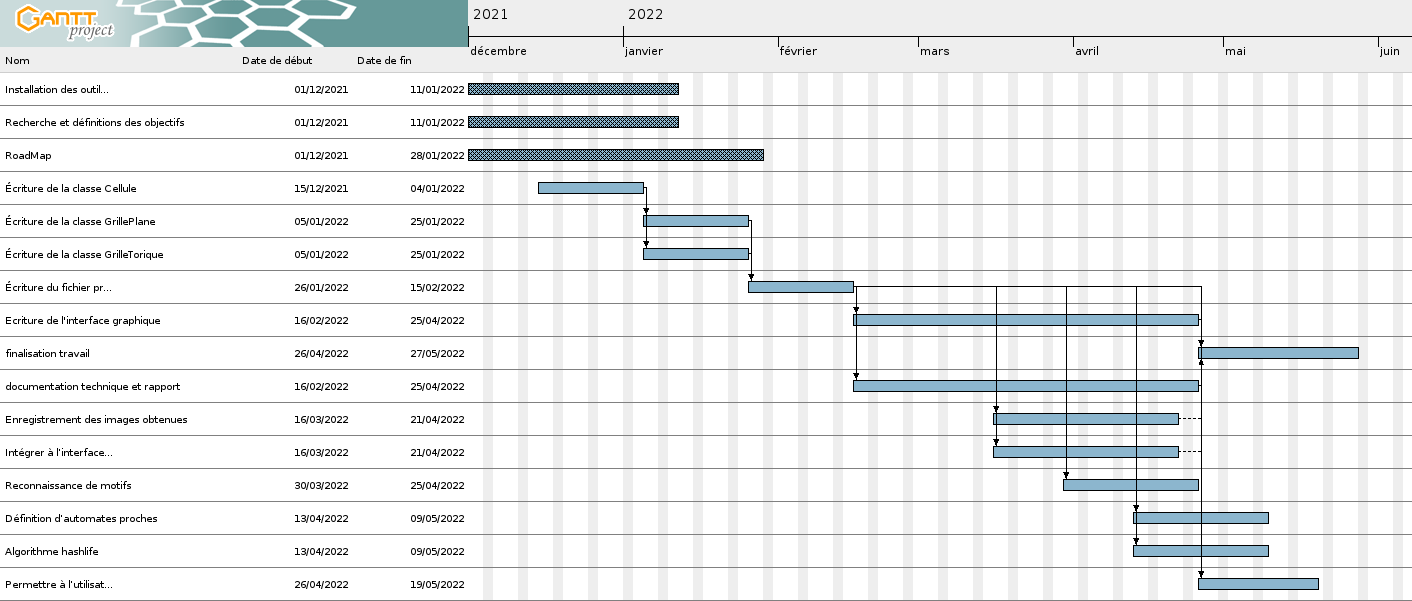 GANTT project
2021 2022
décembre janvier février mars avril mai juin
Nom Date de début Date de fin
Installation des outil... 01/12/2021 11/01/2022
Recherche et définitions des objectifs 01/12/2021 11/01/2022
RoadMap 01/12/2021 28/01/2022
Écriture de la classe Cellule 15/12/2021 04/01/2022
Écriture de la classe GrillePlane 05/01/2022 25/01/2022
Écriture de la classe GrilleTorique 05/01/2022 25/01/2022
Écriture du fichier pr... 26/01/2022 15/02/2022
Ecriture de l'interface graphique 16/02/2022 25/04/2022
finalisation travail 26/04/2022 27/05/2022
documentation technique et rapport 16/02/2022 25/04/2022
Enregistrement des images obtenues 16/03/2022 21/04/2022
Intégrer à l'interface... 16/03/2022 21/04/2022
Reconnaissance de motifs 30/03/2022 25/04/2022
Définition d'automates proches 13/04/2022 09/05/2022
Algorithme hashlife 13/04/2022 09/05/2022
Permettre à l'utilisat... 26/04/2022 19/05/2022